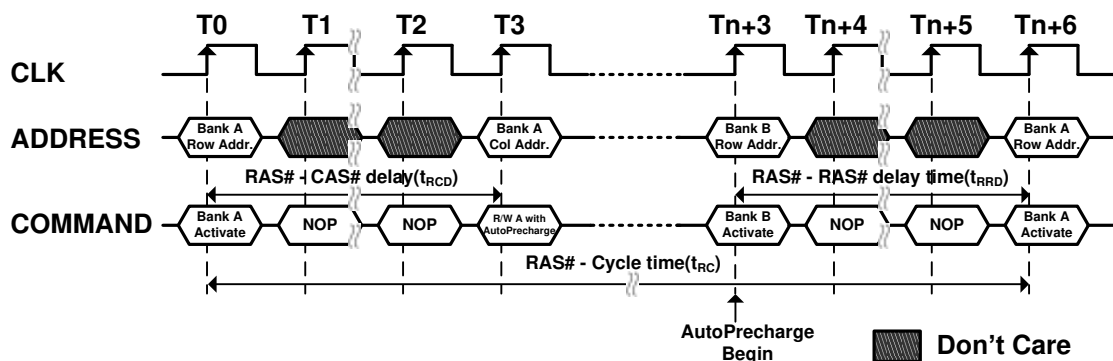 T0 T1 T2 T3 Tn+3 Tn+4 Tn+5 Tn+6
CLK
ADDRESS
Bank A
Row Addr.
Bank A
Col Addr.
Bank B
Row Addr.
Bank A
Row Addr.
RAS# - CAS# delay(tRCD)
RAS# - RAS# delay time(tRRD)
COMMAND
Bank A
Activate
NOP
NOP
R/W A with
AutoPrecharge
Bank B
Activate
NOP
NOP
Bank A
Activate
RAS# - Cycle time(tRC)
AutoPrecharge
Begin
Don't Care